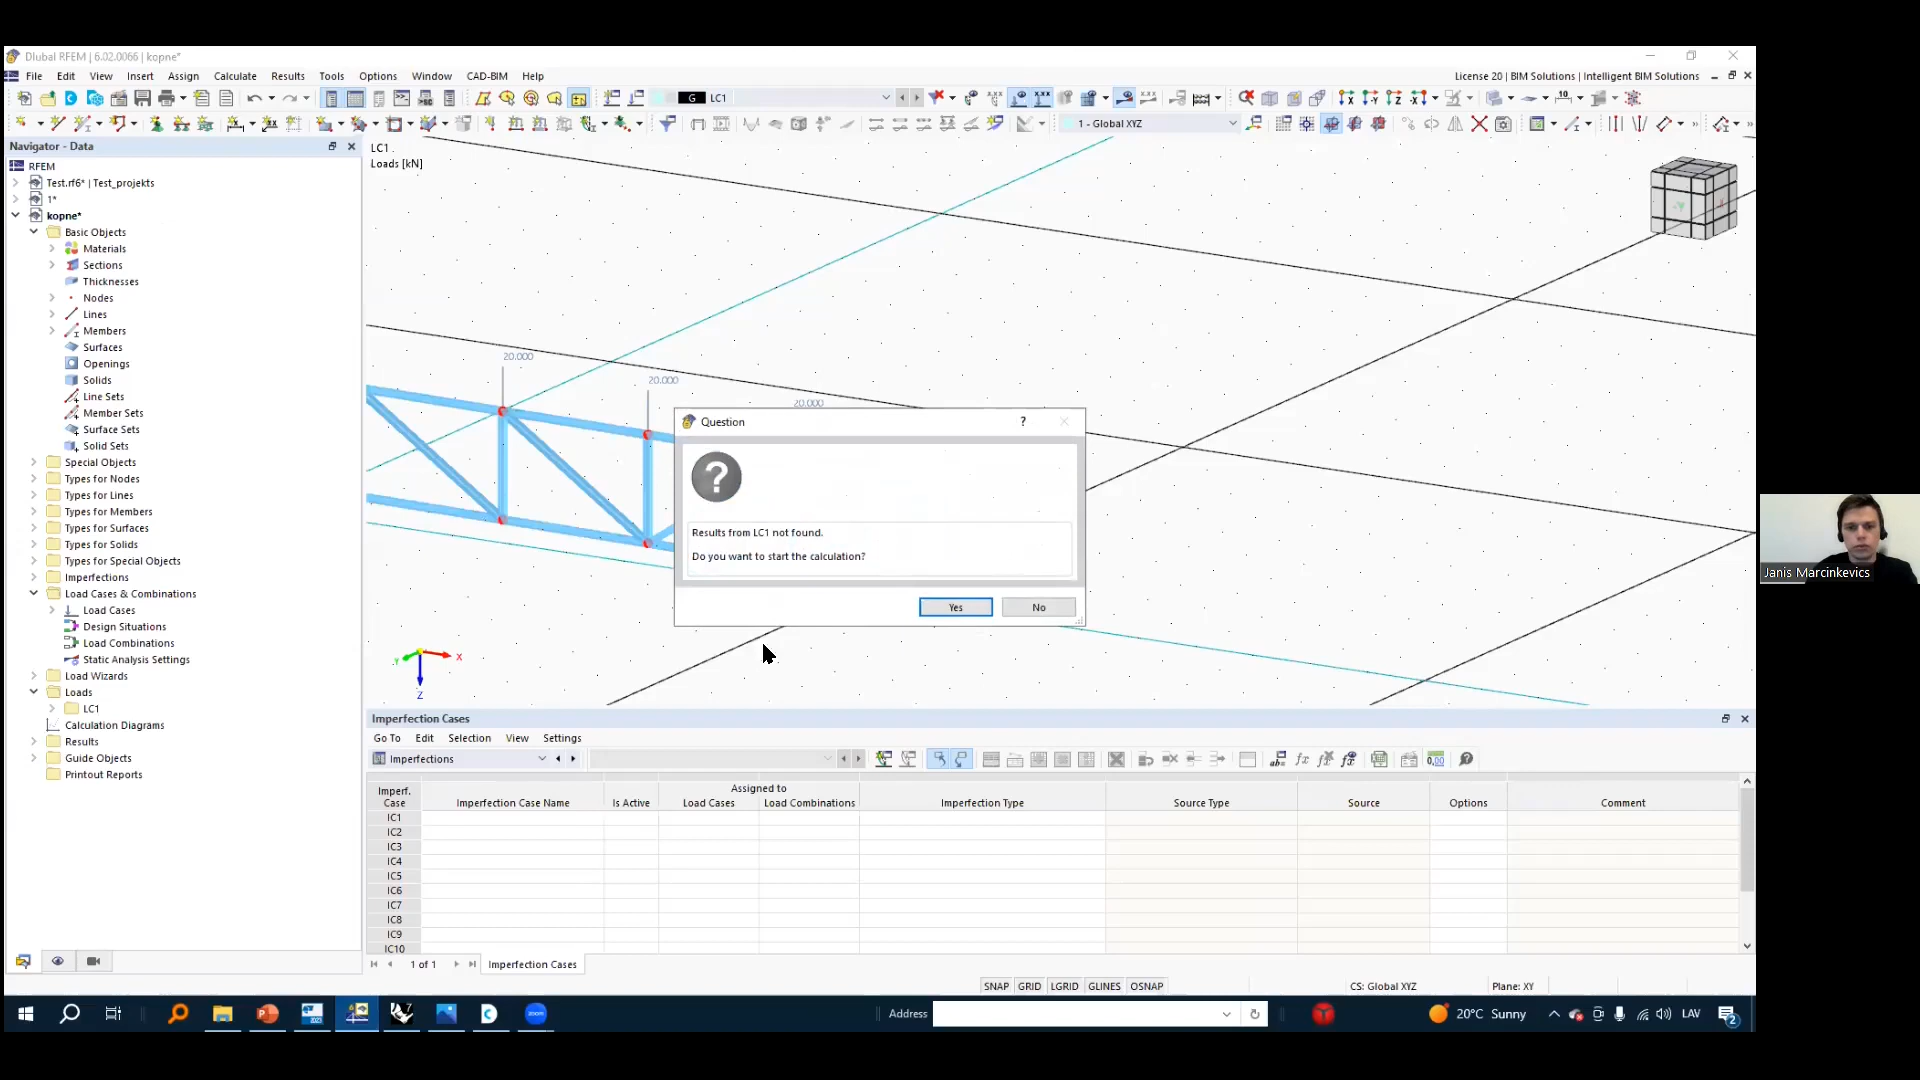 Dlubal RFEM | 6.02.0066 | kopne*
File Edit View Insert Assign Calculate Results Tools Options Window CAD-BIM Help
License 20 | BIM Solutions | Intelligent BIM Solutions
G LC1
1 - Global XYZ
Navigator - Data
RFEM
Test.rf6* | Test_projekts
1*
kopne*
Basic Objects
Materials
Sections
Thicknesses
Nodes
Lines
Members
Surfaces
Openings
Solids
Line Sets
Member Sets
Surface Sets
Solid Sets
Special Objects
Types for Nodes
Types for Lines
Types for Members
Types for Surfaces
Types for Solids
Types for Special Objects
Imperfections
Load Cases & Combinations
Load Cases
Design Situations
Load Combinations
Static Analysis Settings
Load Wizards
Loads
LC1
Calculation Diagrams
Results
Guide Objects
Printout Reports
LC1
Loads [kN]
20.000
20.000
20.000
X
Y
Z
Question
?
?
Results from LC1 not found.
Do you want to start the calculation?
Yes No
Janis Marcinkevics
Imperfection Cases
Go To Edit Selection View Settings
Imperfections
Imperf. Case
Imperfection Case Name
Is Active
Assigned to
Load Cases
Load Combinations
Imperfection Type
Source Type
Source
Options
Comment
IC1
IC2
IC3
IC4
IC5
IC6
IC7
IC8
IC9
IC10
1 of 1
Imperfection Cases
SNAP GRID LGRID GLINES OSNAP
CS: Global XYZ
Plane: XY
Address
20°C Sunny
LAV
2